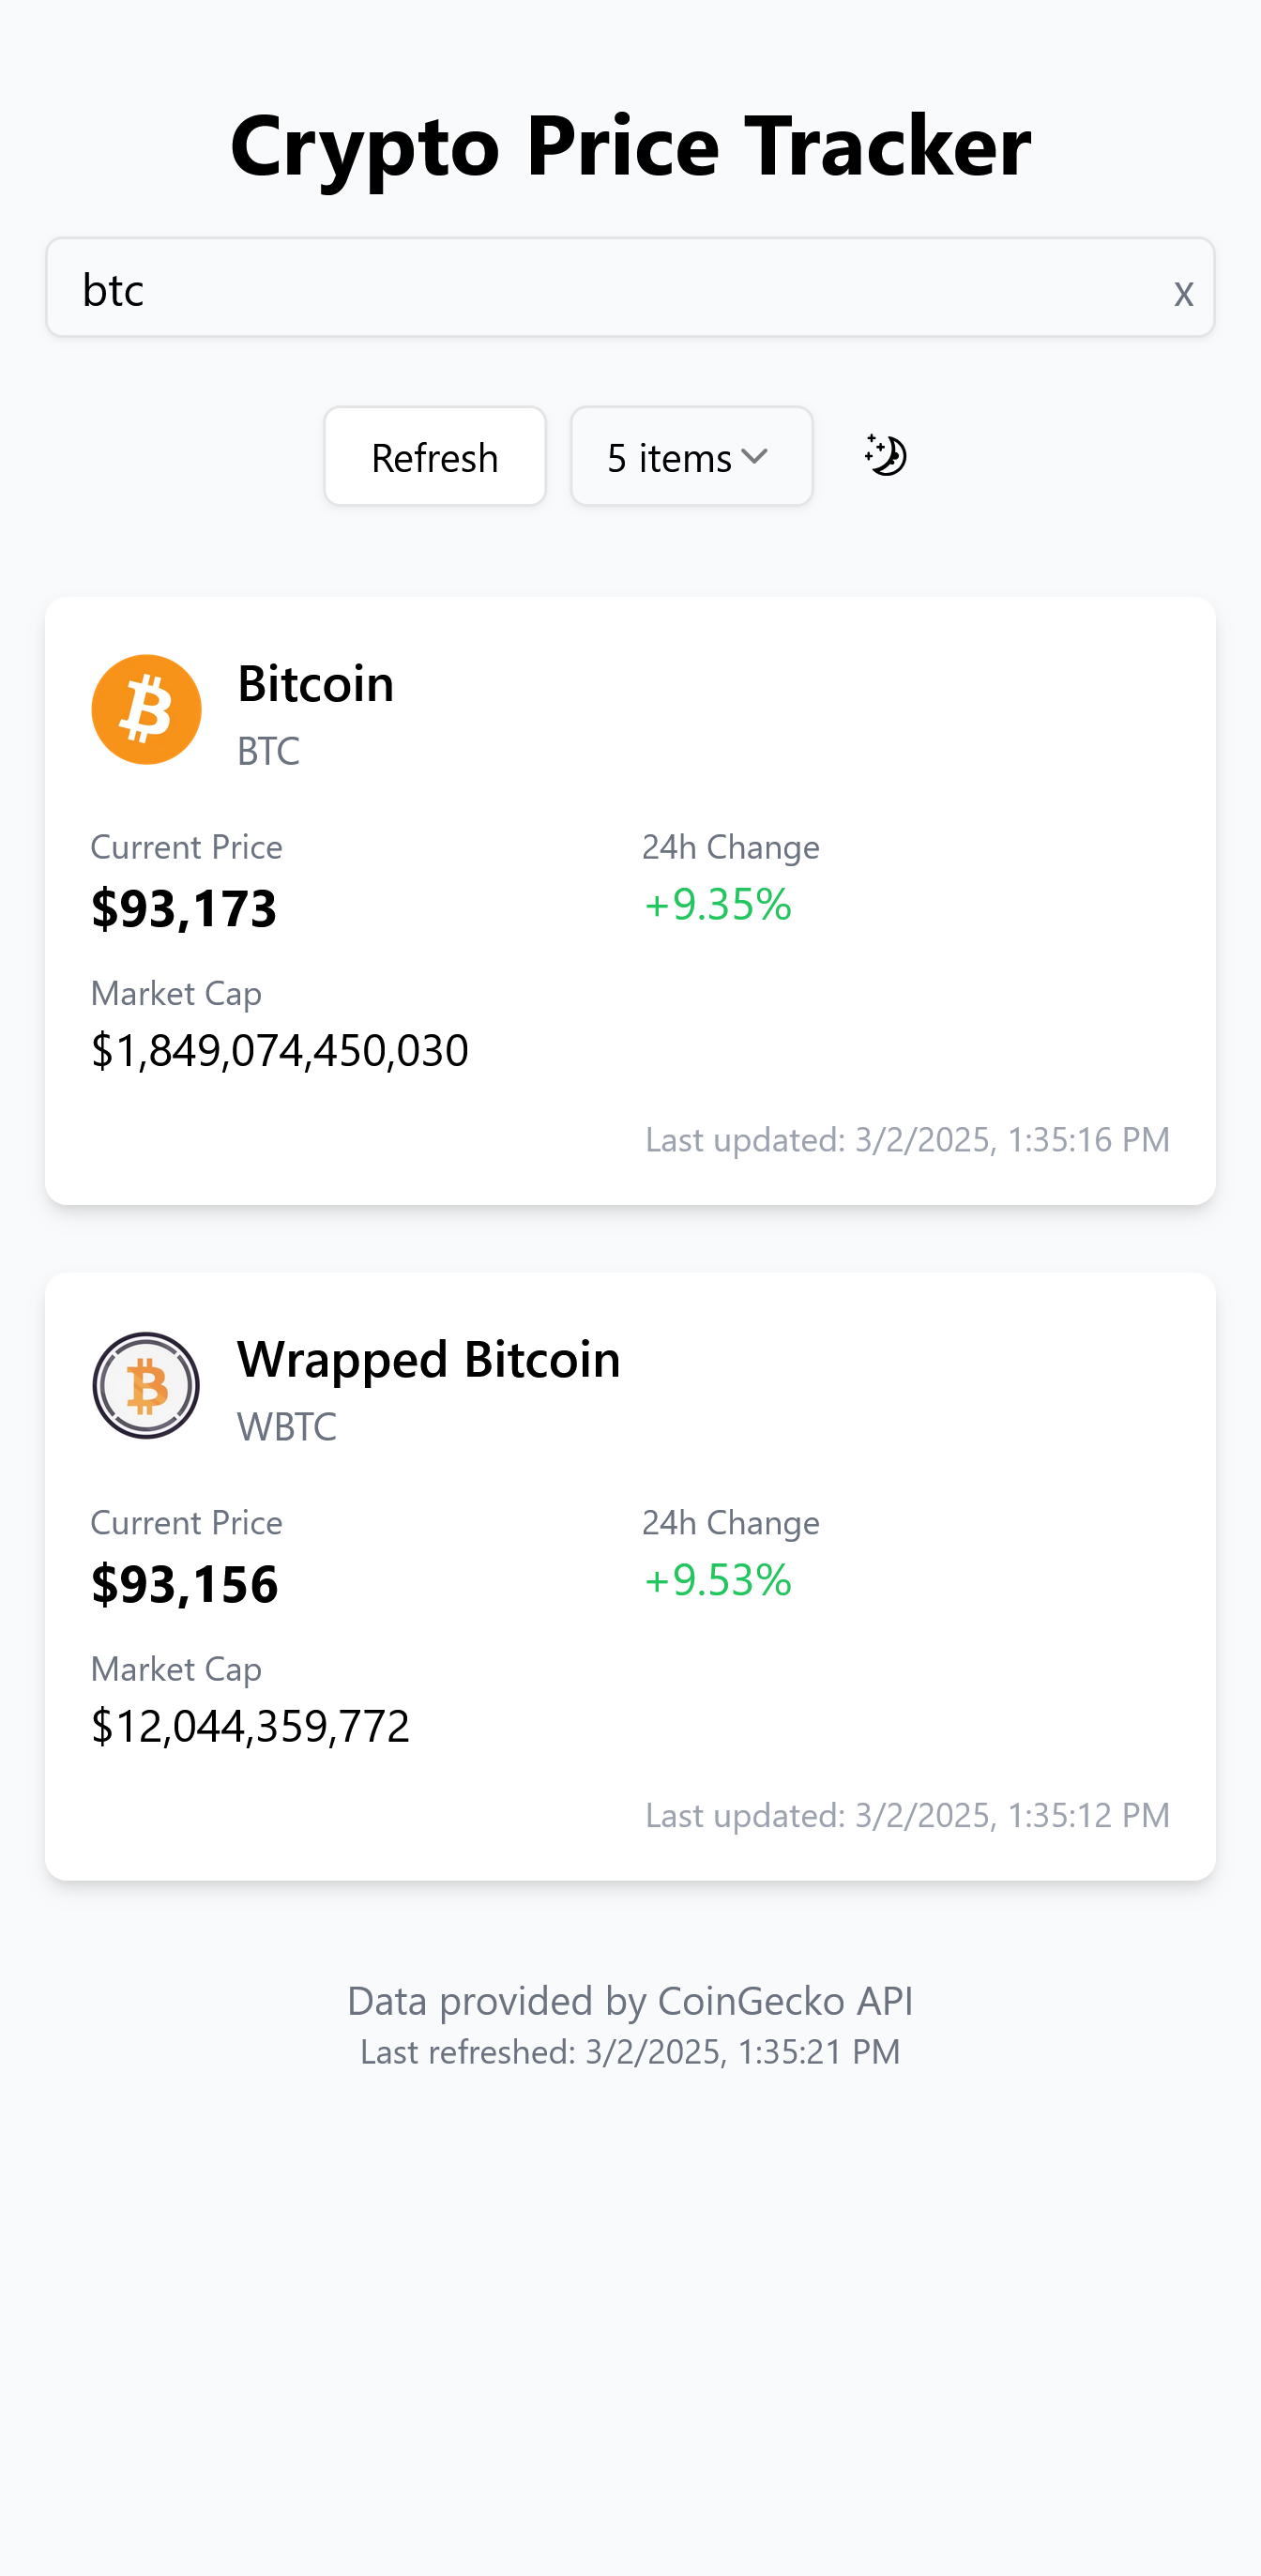 Crypto Price Tracker
btc x
Refresh 5 items
Bitcoin
BTC
Current Price 24h Change
$93,173 +9.35%
Market Cap
$1,849,074,450,030
Last updated: 3/2/2025, 1:35:16 PM
Wrapped Bitcoin
WBTC
Current Price 24h Change
$93,156 +9.53%
Market Cap
$12,044,359,772
Last updated: 3/2/2025, 1:35:12 PM
Data provided by CoinGecko API
Last refreshed: 3/2/2025, 1:35:21 PM